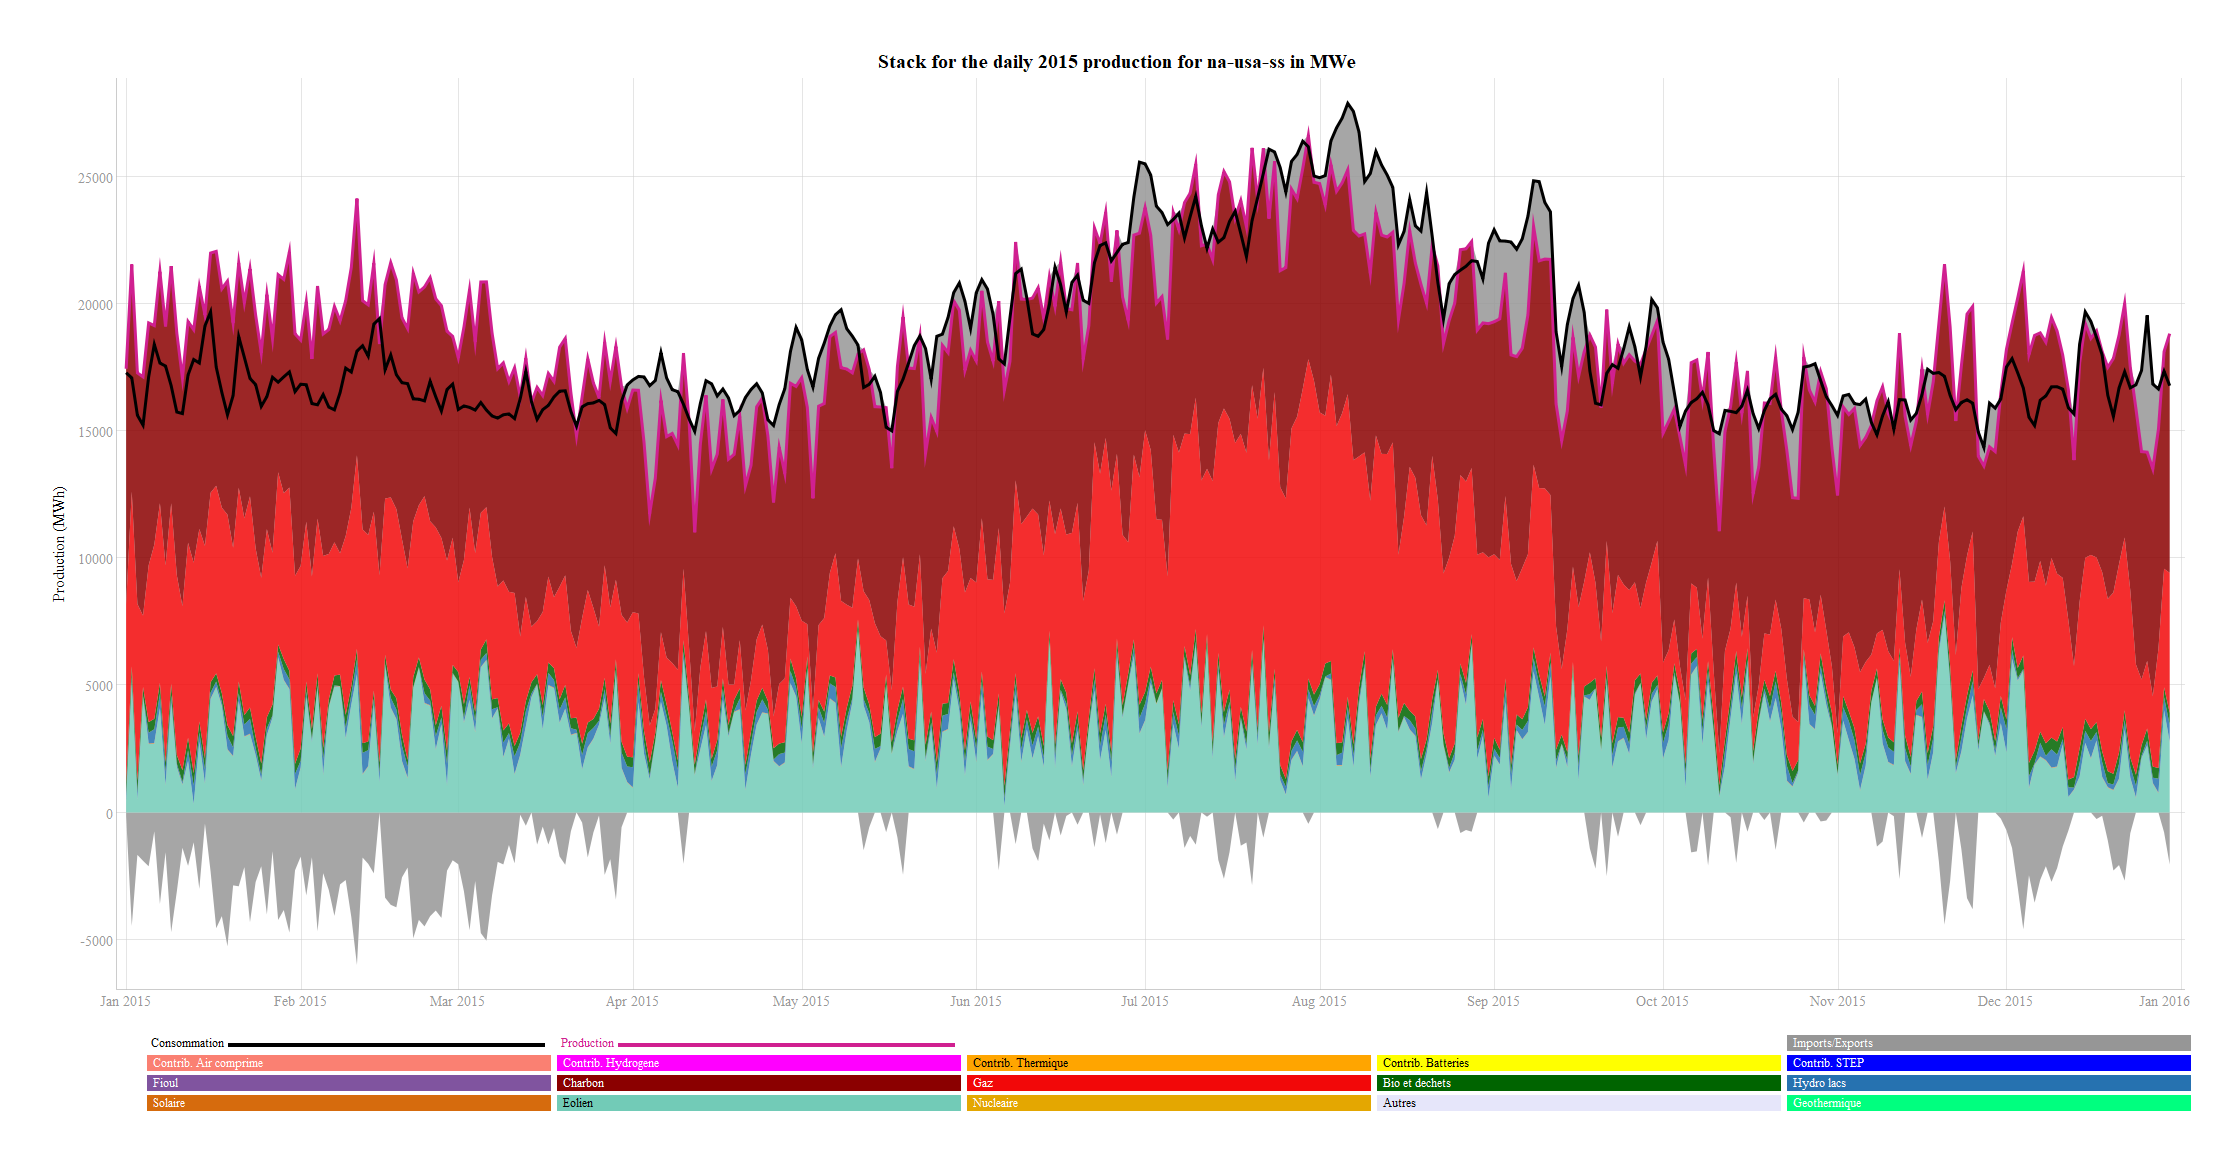 Stack for the daily 2015 production for na-usa-ss in MWe
Production (MWh)
25000
20000
15000
10000
5000
0
-5000
Jan 2015 Feb 2015 Mar 2015 Apr 2015 May 2015 Jun 2015 Jul 2015 Aug 2015 Sep 2015 Oct 2015 Nov 2015 Dec 2015 Jan 2016
Consommation Production Imports/Exports
Contrib. Air comprime Contrib. Hydrogene Contrib. Thermique Contrib. Batteries Contrib. STEP
Fioul Charbon Gaz Bio et dechets Hydro lacs
Solaire Eolien Nucleaire Autres Geothermique